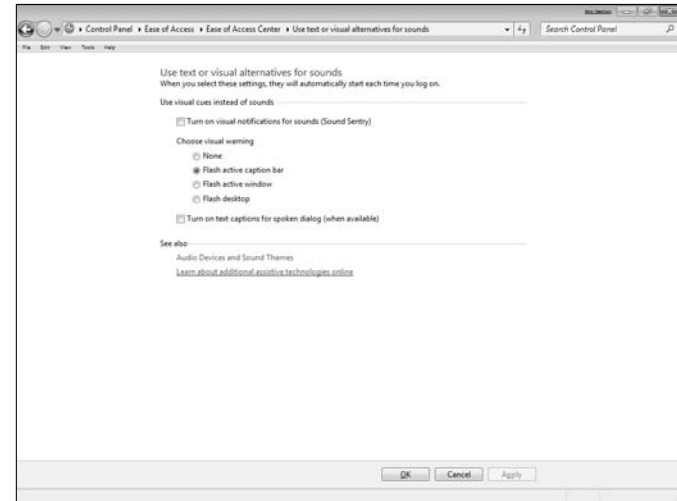 Control Panel ▸ Ease of Access ▸ Ease of Access Center ▸ Use text or visual alternatives for sounds
Search Control Panel
File Edit View Tools Help
Use text or visual alternatives for sounds
When you select these settings, they will automatically start each time you log on.
Use visual cues instead of sounds
Turn on visual notifications for sounds (Sound Sentry)
Choose visual warning
None
Flash active caption bar
Flash active window
Flash desktop
Turn on text captions for spoken dialog (when available)
See also
Audio Devices and Sound Themes
Learn about additional assistive technologies online
OK Cancel Apply